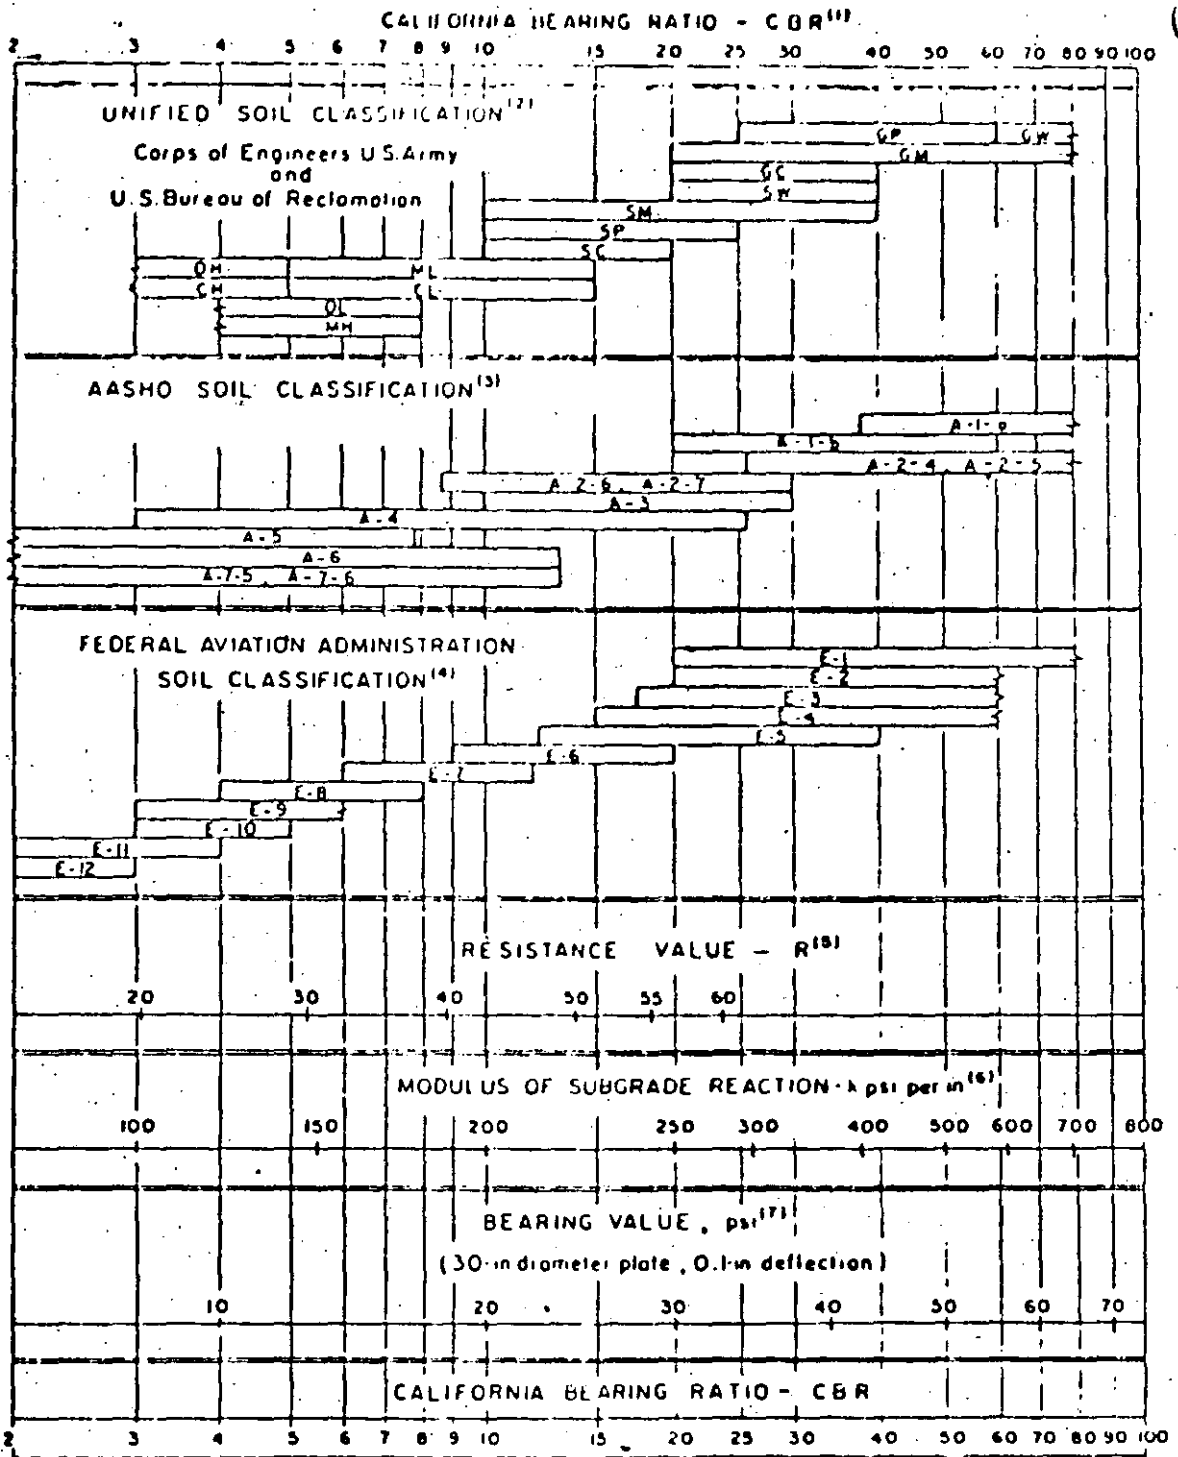 CALIFORNIA BEARING RATIO - CBR(1)
2 3 4 5 6 7 8 9 10 15 20 25 30 40 50 60 70 80 90 100
UNIFIED SOIL CLASSIFICATION(2)
Corps of Engineers U.S.Army
and
U.S.Bureau of Reclamation
GP GW
GM
GC
SW
SM
SP
SC
OH ML
CH CL
OL
MH
AASHO SOIL CLASSIFICATION(3)
A-1-a
A-1-b
A-2-4, A-2-5
A-2-6, A-2-7
A-3
A-4
A-5
A-6
A-7-5, A-7-6
FEDERAL AVIATION ADMINISTRATION
SOIL CLASSIFICATION(4)
E-1
E-2
E-3
E-4
E-5
E-6
E-7
E-8
E-9
E-10
E-11
E-12
RESISTANCE VALUE - R(5)
20 30 40 50 55 60
MODULUS OF SUBGRADE REACTION - k psi per in(6)
100 150 200 250 300 400 500 600 700 800
BEARING VALUE, psi(7)
(30-in diameter plate, 0.1-in deflection)
10 20 30 40 50 60 70
CALIFORNIA BEARING RATIO - CBR
2 3 4 5 6 7 8 9 10 15 20 25 30 40 50 60 70 80 90 100